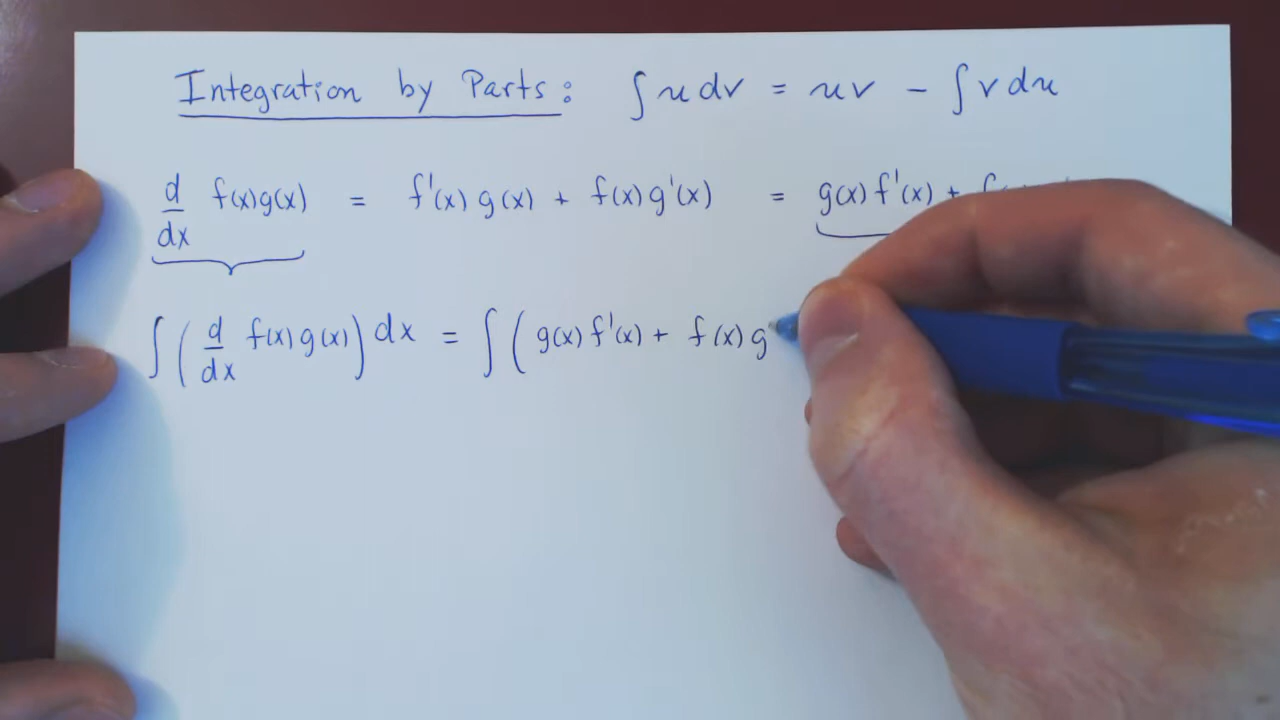 Integration by Parts: ∫ u dv = uv − ∫ v du
d/dx f(x)g(x) = f'(x) g(x) + f(x) g'(x) = g(x) f'(x) +
∫ ( d/dx f(x) g(x) ) dx = ∫ ( g(x) f'(x) + f(x) g'